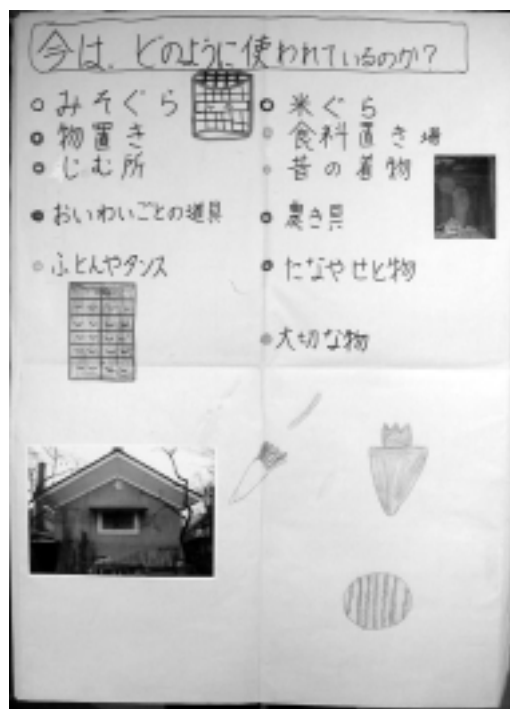 今は、どのように使われているのか?
みそぐら
物置き
じむ所
おいわいごとの道具
ふとんやタンス
米ぐら
食料置き場
昔の着物
農き具
たなやせと物
大切な物